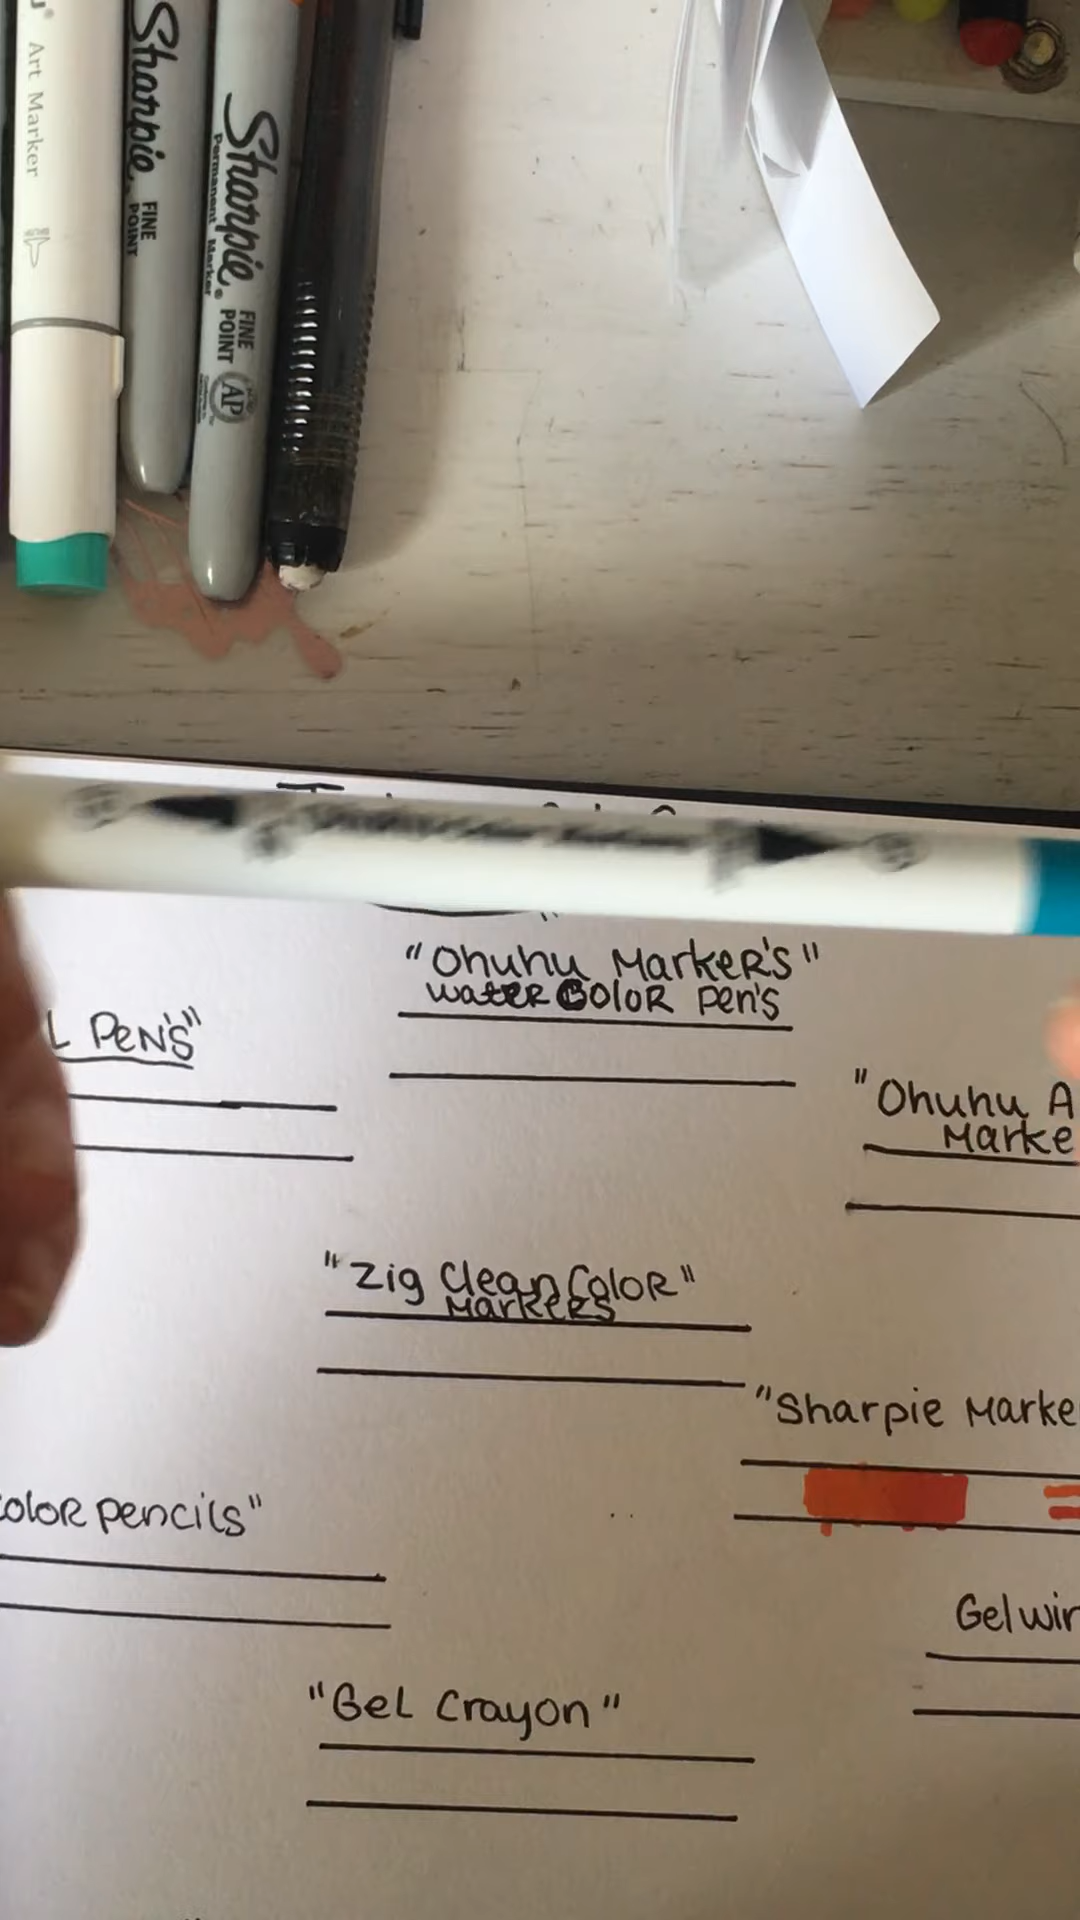 Art Marker
Sharpie.
FINE
POINT
Sharpie.
Permanent Marker
FINE
POINT
AP
"Ohuhu Marker's"
water color pen's
L Pen's"
"Ohuhu A
Marke
"Zig Clean Color"
Markers
"Sharpie Marke
olor pencils"
Gel win
"Gel Crayon"